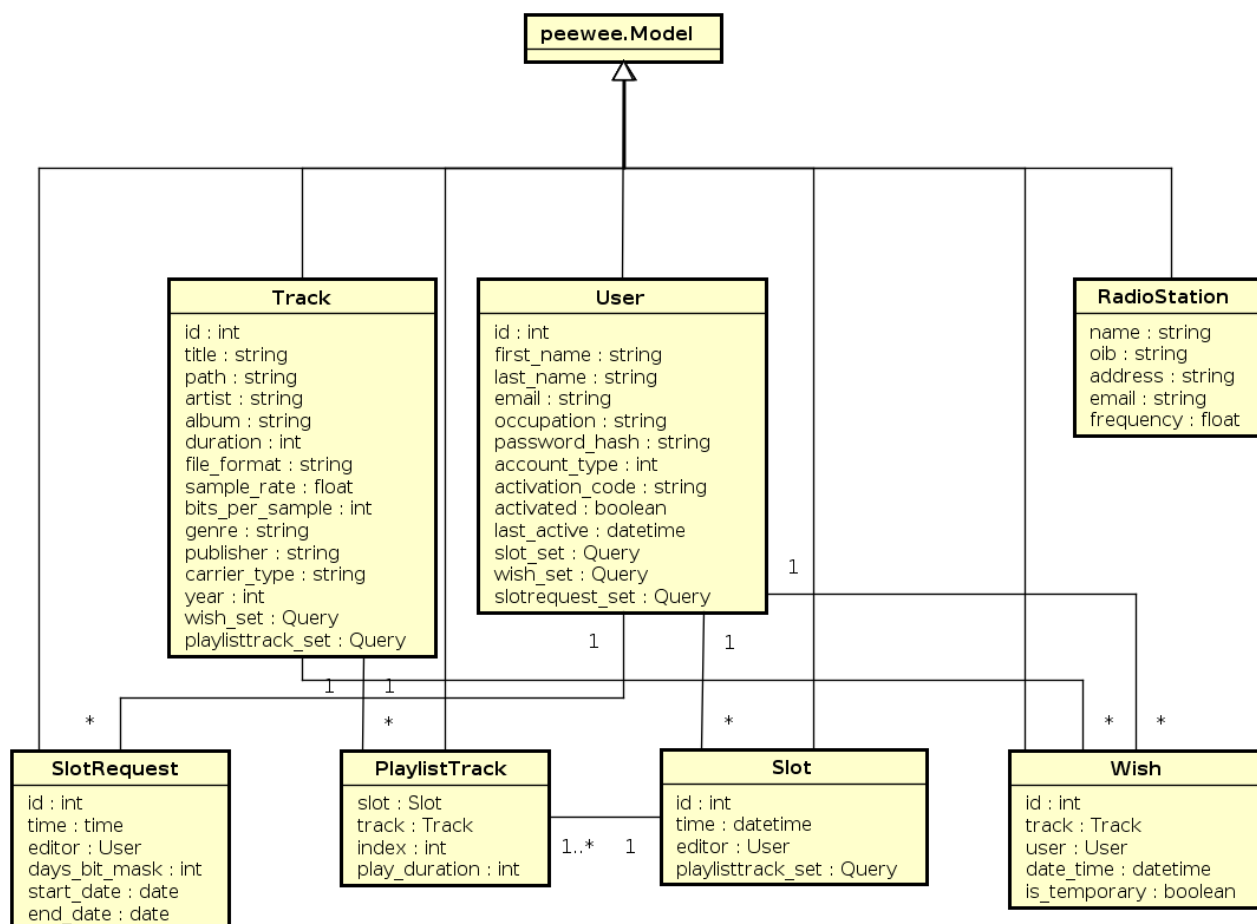 peewee.Model
Track
id : int
title : string
path : string
artist : string
album : string
duration : int
file_format : string
sample_rate : float
bits_per_sample : int
genre : string
publisher : string
carrier_type : string
year : int
wish_set : Query
playlisttrack_set : Query
User
id : int
first_name : string
last_name : string
email : string
occupation : string
password_hash : string
account_type : int
activation_code : string
activated : boolean
last_active : datetime
slot_set : Query
wish_set : Query
slotrequest_set : Query
RadioStation
name : string
oib : string
address : string
email : string
frequency : float
1
1
1
1
1
*
*
*
*
*
SlotRequest
id : int
time : time
editor : User
days_bit_mask : int
start_date : date
end_date : date
PlaylistTrack
slot : Slot
track : Track
index : int
play_duration : int
1..*
1
Slot
id : int
time : datetime
editor : User
playlisttrack_set : Query
Wish
id : int
track : Track
user : User
date_time : datetime
is_temporary : boolean